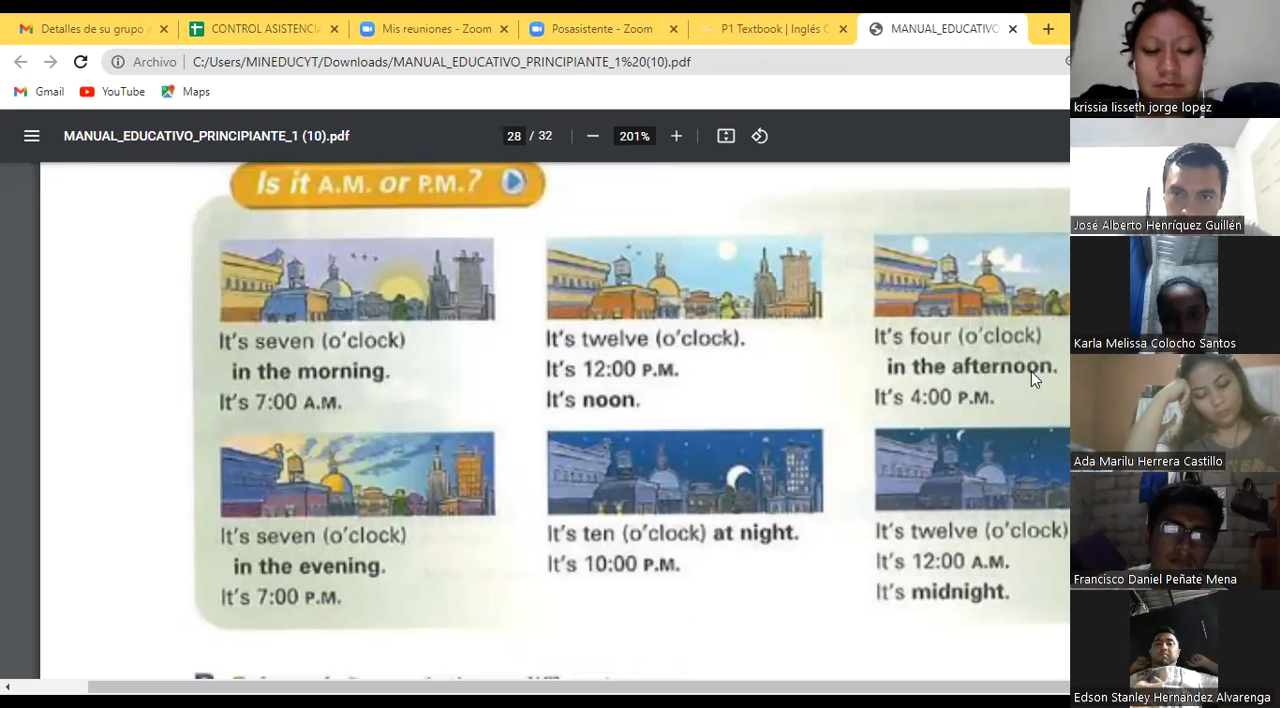 Detalles de su grupo a
CONTROL ASISTENCIA
Mis reuniones - Zoom
Posasistente - Zoom
P1 Textbook | Inglés C
MANUAL_EDUCATIVO_
Archivo
C:/Users/MINEDUCYT/Downloads/MANUAL_EDUCATIVO_PRINCIPIANTE_1%20(10).pdf
Gmail
YouTube
Maps
MANUAL_EDUCATIVO_PRINCIPIANTE_1 (10).pdf
28 / 32
201%
Is it A.M. or P.M.?
It's seven (o'clock)
in the morning.
It's 7:00 A.M.
It's twelve (o'clock).
It's 12:00 P.M.
It's noon.
It's four (o'clock)
in the afternoon.
It's 4:00 P.M.
It's seven (o'clock)
in the evening.
It's 7:00 P.M.
It's ten (o'clock) at night.
It's 10:00 P.M.
It's twelve (o'clock)
It's 12:00 A.M.
It's midnight.
krissia lisseth jorge lopez
José Alberto Henríquez Guillén
Karla Melissa Colocho Santos
Ada Marilu Herrera Castillo
Francisco Daniel Peñate Mena
Edson Stanley Hernández Alvarenga